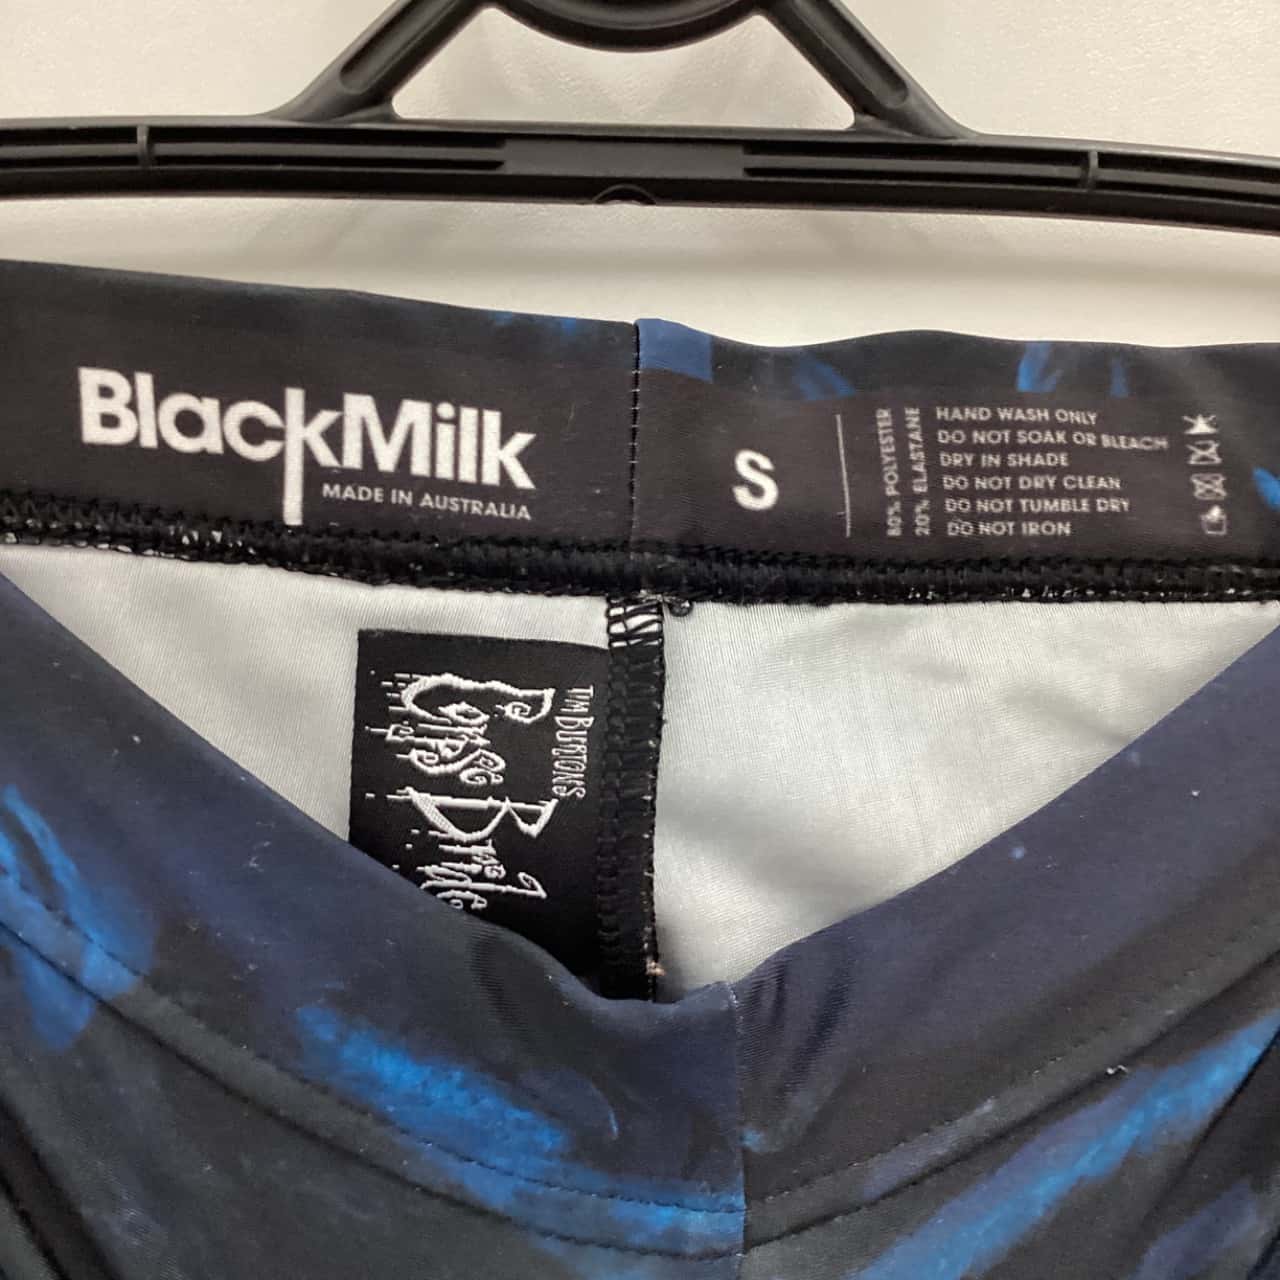 BlackMilk
MADE IN AUSTRALIA
S
80% POLYESTER
20% ELASTANE
HAND WASH ONLY
DO NOT SOAK OR BLEACH
DRY IN SHADE
DO NOT DRY CLEAN
DO NOT TUMBLE DRY
DO NOT IRON
TIM BURTONS
Corpse
Bride